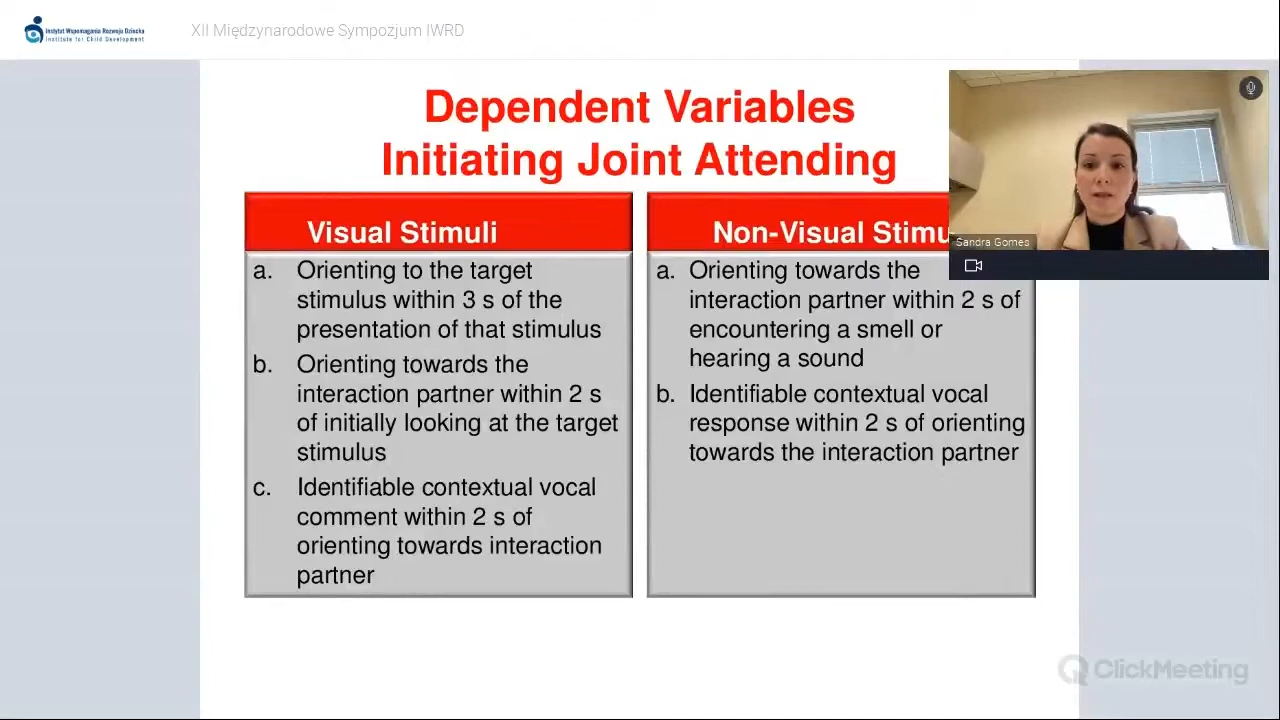 Instytut Wspomagania Rozwoju Dziecka
Institute for Child Development
XII Międzynarodowe Sympozjum IWRD
Dependent Variables
Initiating Joint Attending
Visual Stimuli
a. Orienting to the target
stimulus within 3 s of the
presentation of that stimulus
b. Orienting towards the
interaction partner within 2 s
of initially looking at the target
stimulus
c. Identifiable contextual vocal
comment within 2 s of
orienting towards interaction
partner
Non-Visual Stimu
a. Orienting towards the
interaction partner within 2 s of
encountering a smell or
hearing a sound
b. Identifiable contextual vocal
response within 2 s of orienting
towards the interaction partner
Sandra Gomes
ClickMeeting